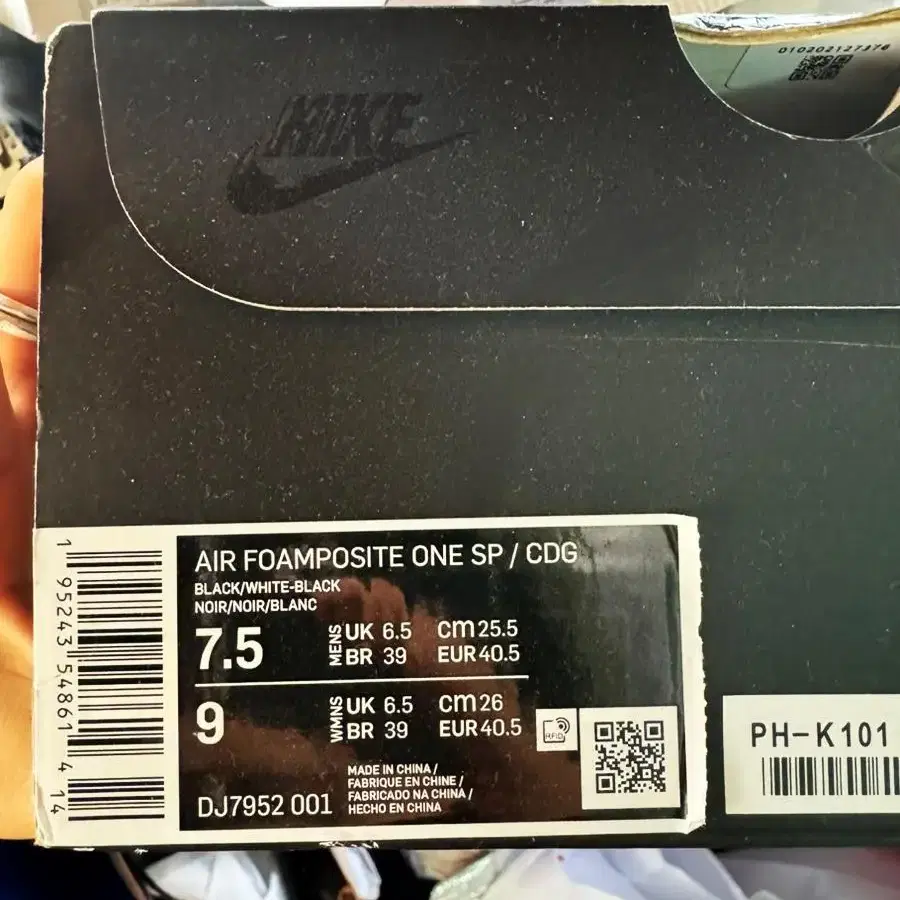 010202127376
NIKE
AIR FOAMPOSITE ONE SP / CDG
BLACK/WHITE-BLACK
NOIR/NOIR/BLANC
7.5 MENS UK 6.5 cm 25.5
BR 39 EUR 40.5
9 WMNS UK 6.5 cm 26
BR 39 EUR 40.5
RFID
MADE IN CHINA /
FABRIQUE EN CHINE /
FABRICADO NA CHINA /
HECHO EN CHINA
DJ7952 001
1 95243 54861 4 14
PH-K101